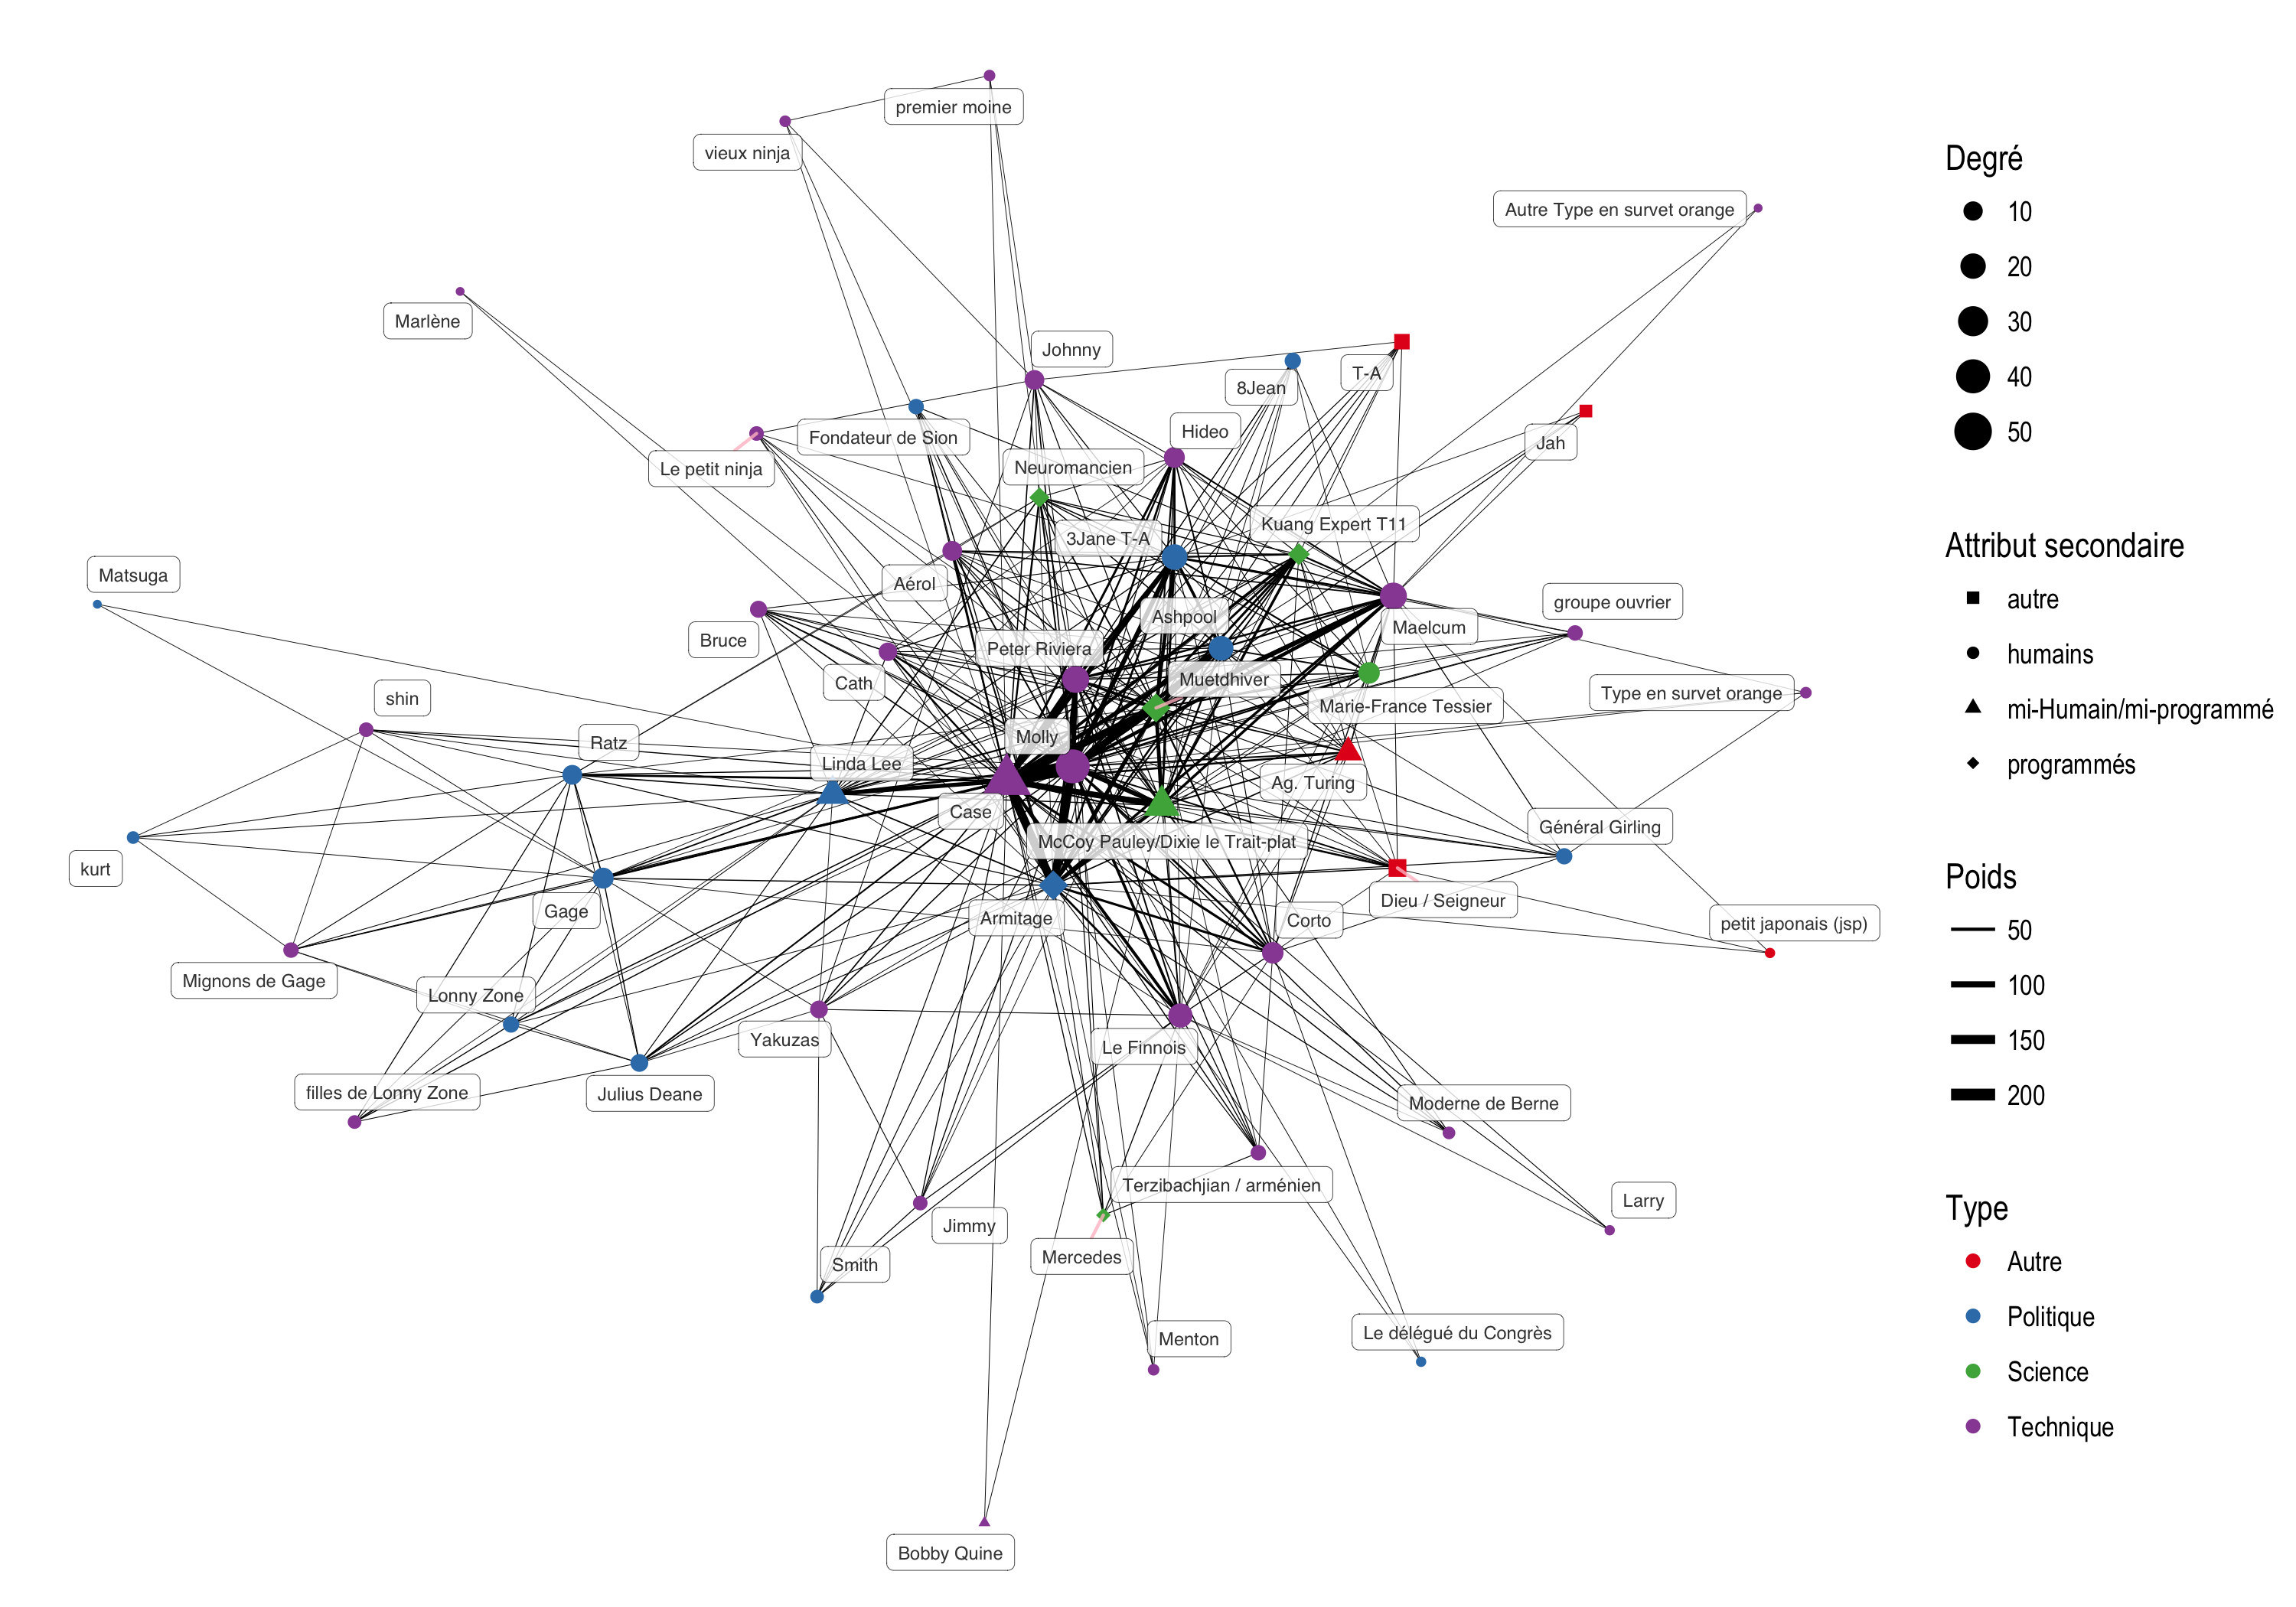 premier moine
vieux ninja
Autre Type en survet orange
Marlène
Johnny
T-A
8Jean
Hideo
Fondateur de Sion
Jah
Le petit ninja
Neuromancien
Kuang Expert T11
3Jane T-A
Matsuga
Aérol
groupe ouvrier
Ashpool
Maelcum
Bruce
Peter Riviera
Cath
Muetdhiver
Type en survet orange
shin
Marie-France Tessier
Ratz
Molly
Linda Lee
Ag. Turing
Case
Général Girling
McCoy Pauley/Dixie le Trait-plat
kurt
Dieu / Seigneur
Gage
Armitage
Corto
petit japonais (jsp)
Mignons de Gage
Lonny Zone
Yakuzas
Le Finnois
filles de Lonny Zone
Julius Deane
Moderne de Berne
Terzibachjian / arménien
Larry
Jimmy
Mercedes
Smith
Menton
Le délégué du Congrès
Bobby Quine
Degré
10
20
30
40
50
Attribut secondaire
autre
humains
mi-Humain/mi-programmé
programmés
Poids
50
100
150
200
Type
Autre
Politique
Science
Technique